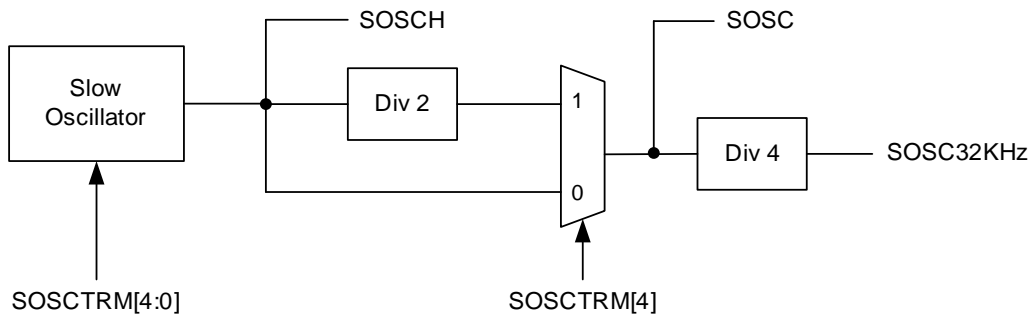 SOSCH
SOSC
Slow
Oscillator
Div 2
1
Div 4
SOSC32KHz
0
SOSCTRM[4:0]
SOSCTRM[4]